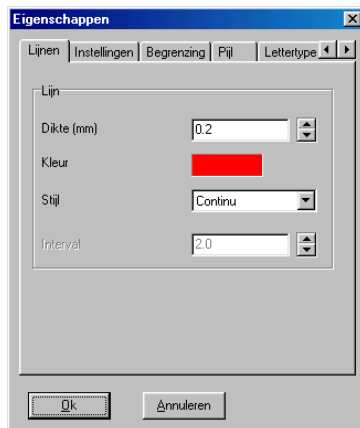 Eigenschappen
Lijnen Instellingen Begrenzing Pijl Lettertype
Lijn
Dikte (mm) 0.2
Kleur
Stijl Continu
Interval 2.0
Ok Annuleren